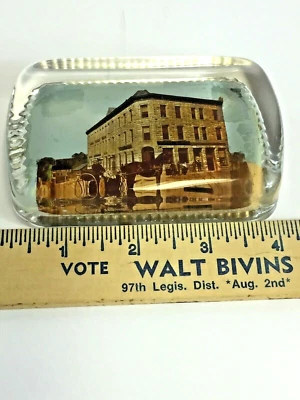 1 2 3 4
VOTE WALT BIVINS
97th Legis. Dist. *Aug. 2nd*